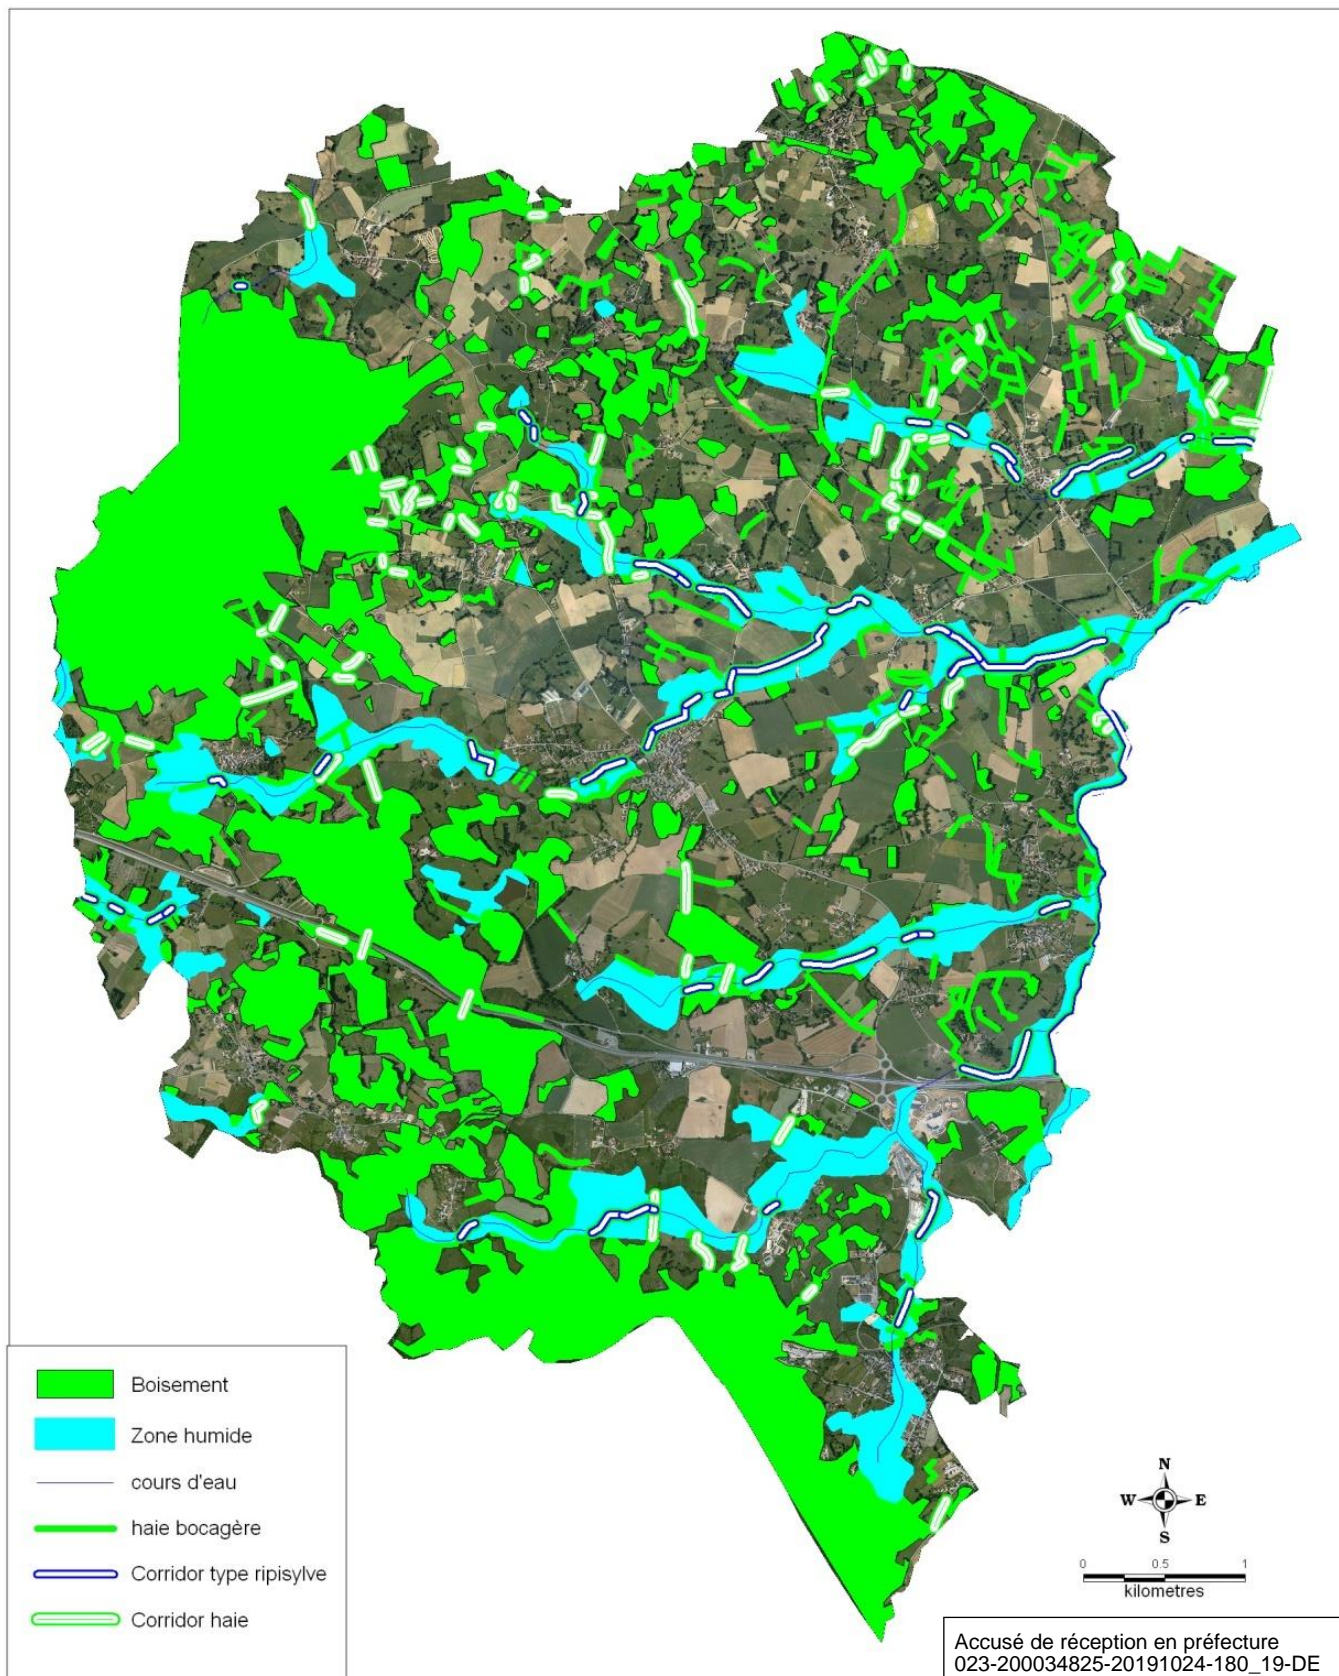 Boisement
Zone humide
cours d'eau
haie bocagère
Corridor type ripisylve
Corridor haie
N
W E
S
0 0.5 1
kilometres
Accusé de réception en préfecture
023-200034825-20191024-180_19-DE